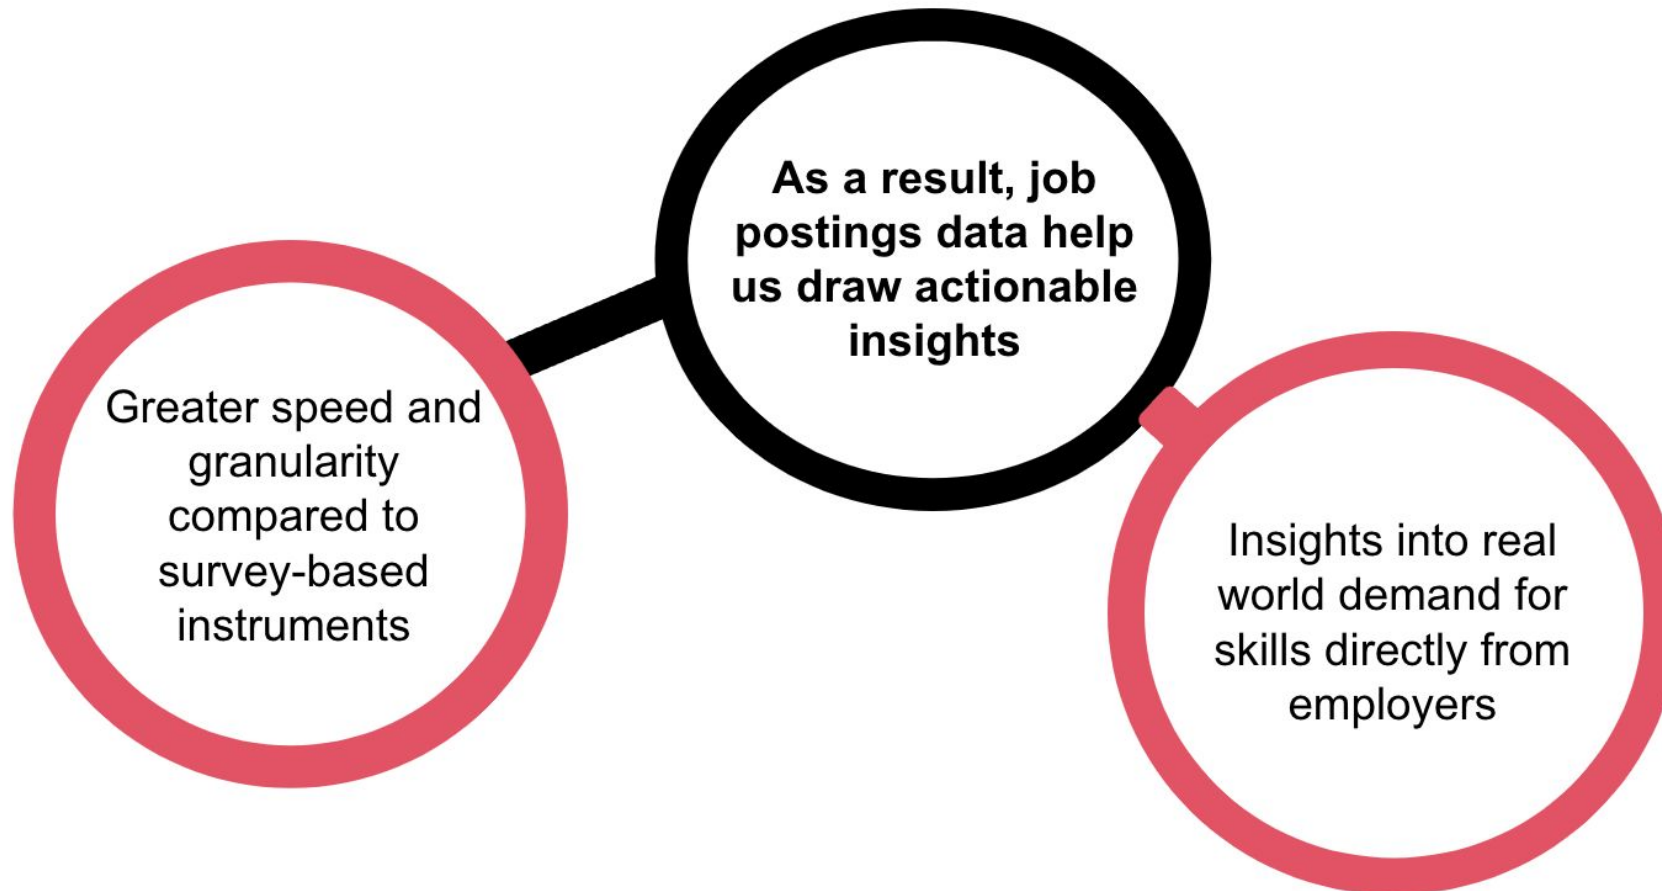 As a result, job
postings data help
us draw actionable
insights
Greater speed and
granularity
compared to
survey-based
instruments
Insights into real
world demand for
skills directly from
employers